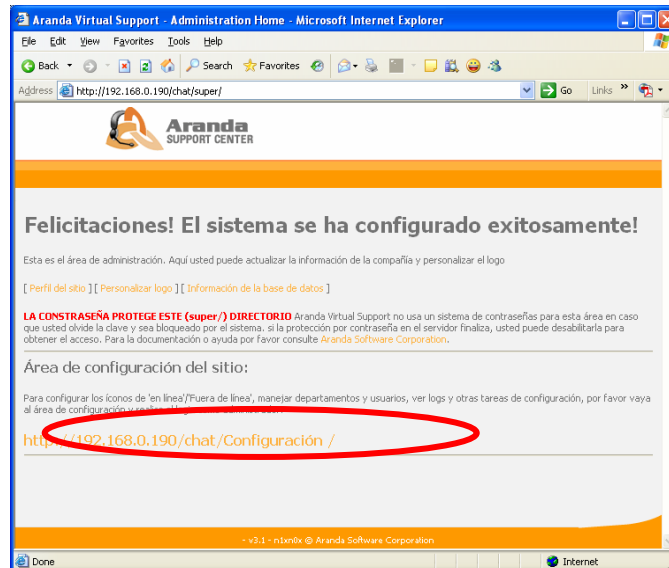 Aranda Virtual Support - Administration Home - Microsoft Internet Explorer
File Edit View Favorites Tools Help
Back Search Favorites
Address http://192.168.0.190/chat/super/ Go Links »
Aranda
SUPPORT CENTER
Felicitaciones! El sistema se ha configurado exitosamente!
Esta es el área de administración. Aquí usted puede actualizar la información de la compañía y personalizar el logo
[ Perfil del sitio ] [ Personalizar logo ] [ Información de la base de datos ]
LA CONSTRASEÑA PROTEGE ESTE (super/) DIRECTORIO Aranda Virtual Support no usa un sistema de contraseñas para esta área en caso
que usted olvide la clave y sea bloqueado por el sistema. si la protección por contraseña en el servidor finaliza, usted puede desabilitarla para
obtener el acceso. Para la documentación o ayuda por favor consulte Aranda Software Corporation.
Área de configuración del sitio:
Para configurar los íconos de 'en línea'/'Fuera de línea', manejar departamentos y usuarios, ver logs y otras tareas de configuración, por favor vaya
al área de configuración y
http://192.168.0.190/chat/Configuración /
- v3.1 - n1xn0x © Aranda Software Corporation
Done Internet